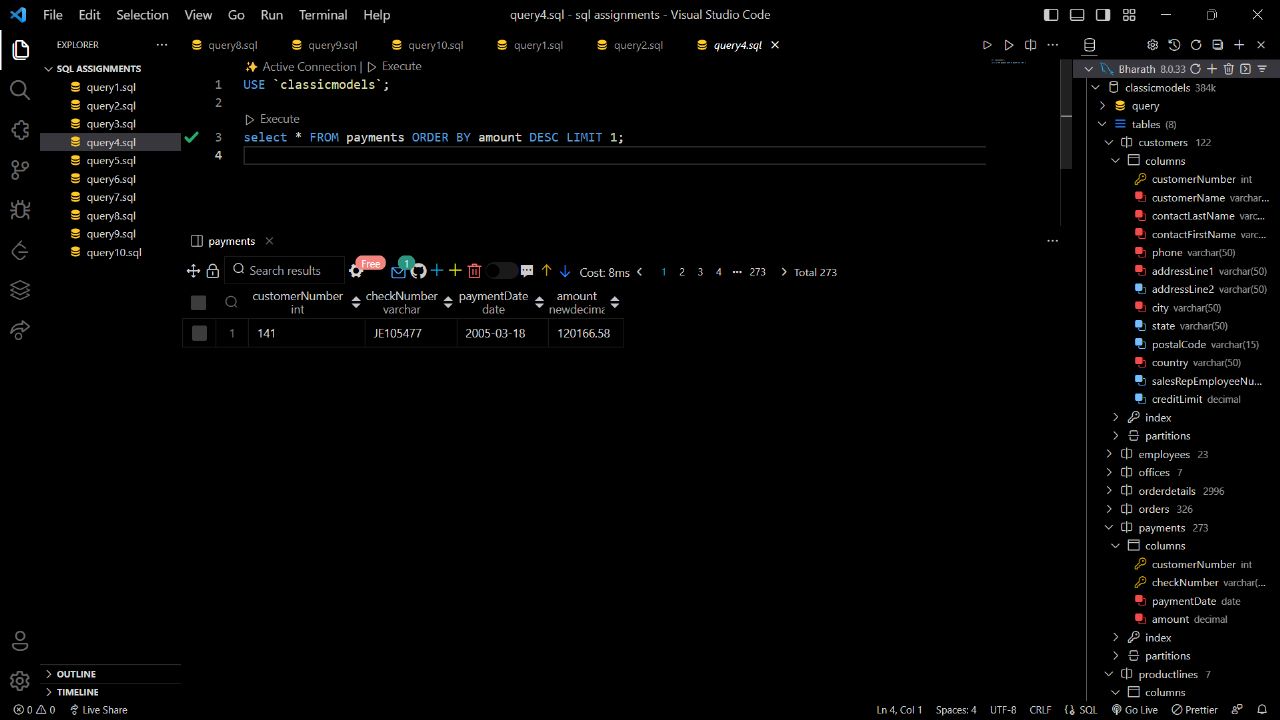 File Edit Selection View Go Run Terminal Help
query4.sql - sql assignments - Visual Studio Code
EXPLORER
SQL ASSIGNMENTS
query1.sql
query2.sql
query3.sql
query4.sql
query5.sql
query6.sql
query7.sql
query8.sql
query9.sql
query10.sql
OUTLINE
TIMELINE
query8.sql query9.sql query10.sql query1.sql query2.sql query4.sql
Active Connection | Execute
1 USE `classicmodels`;
2
Execute
3 select * FROM payments ORDER BY amount DESC LIMIT 1;
4
payments
Search results Free 1 Cost: 8ms 1 2 3 4 ••• 273 Total 273
customerNumber checkNumber paymentDate amount
int varchar date newdecima
1 141 JE105477 2005-03-18 120166.58
Bharath 8.0.33
classicmodels 384k
query
tables (8)
customers 122
columns
customerNumber int
customerName varchar...
contactLastName varc...
contactFirstName varc...
phone varchar(50)
addressLine1 varchar(50)
addressLine2 varchar(50)
city varchar(50)
state varchar(50)
postalCode varchar(15)
country varchar(50)
salesRepEmployeeNu...
creditLimit decimal
index
partitions
employees 23
offices 7
orderdetails 2996
orders 326
payments 273
columns
customerNumber int
checkNumber varchar(...
paymentDate date
amount decimal
index
partitions
productlines 7
columns
0 0 Live Share Ln 4, Col 1 Spaces: 4 UTF-8 CRLF SQL Go Live Prettier